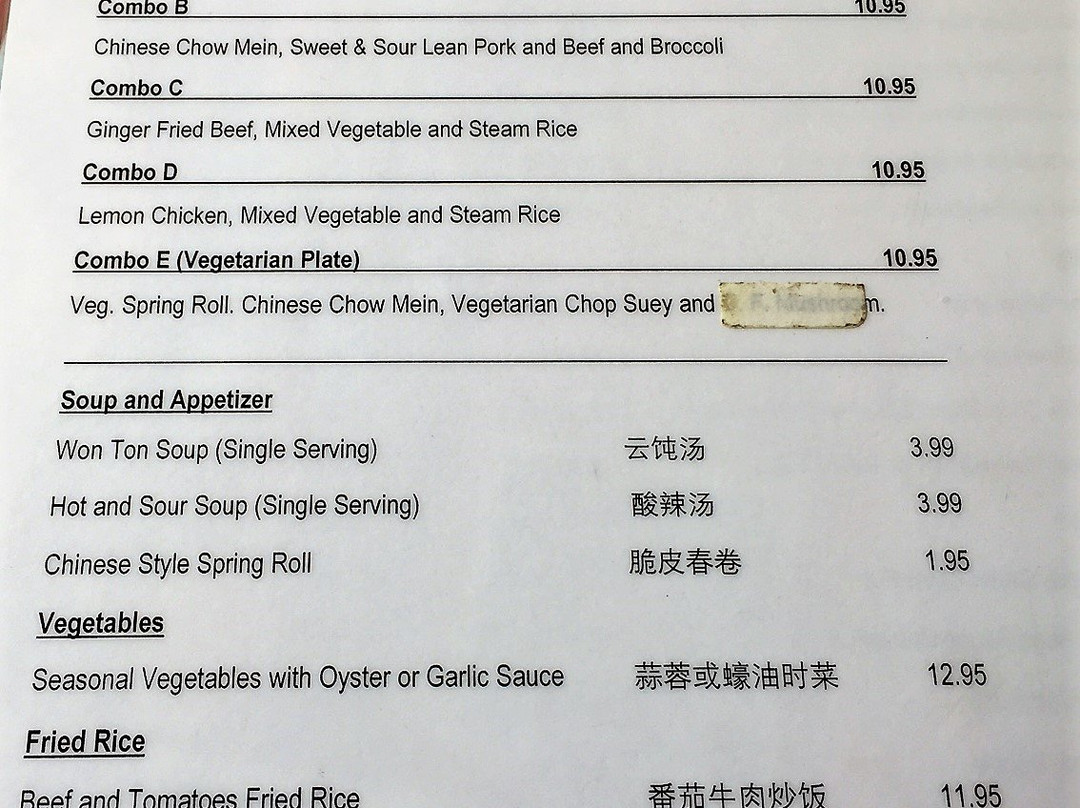 Combo B 10.95
Chinese Chow Mein, Sweet & Sour Lean Pork and Beef and Broccoli
Combo C 10.95
Ginger Fried Beef, Mixed Vegetable and Steam Rice
Combo D 10.95
Lemon Chicken, Mixed Vegetable and Steam Rice
Combo E (Vegetarian Plate) 10.95
Veg. Spring Roll. Chinese Chow Mein, Vegetarian Chop Suey and F. Mushroom.
Soup and Appetizer
Won Ton Soup (Single Serving) 云饨汤 3.99
Hot and Sour Soup (Single Serving) 酸辣汤 3.99
Chinese Style Spring Roll 脆皮春卷 1.95
Vegetables
Seasonal Vegetables with Oyster or Garlic Sauce 蒜蓉或蠔油时菜 12.95
Fried Rice
Beef and Tomatoes Fried Rice 番茄牛肉炒饭 11.95